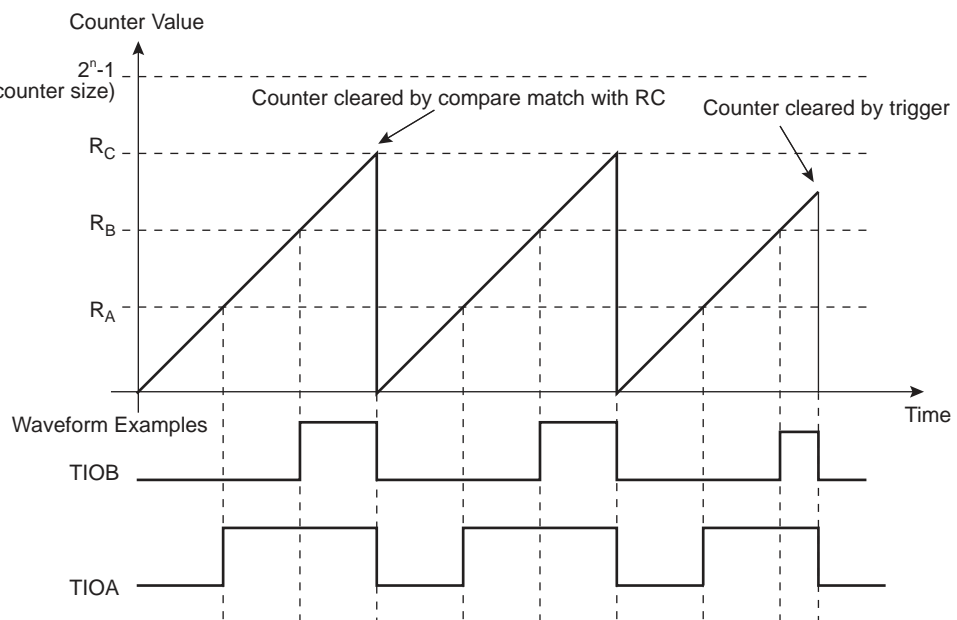 Counter Value
2ⁿ-1
counter size)
Counter cleared by compare match with RC
Counter cleared by trigger
R_C
R_B
R_A
Time
Waveform Examples
TIOB
TIOA